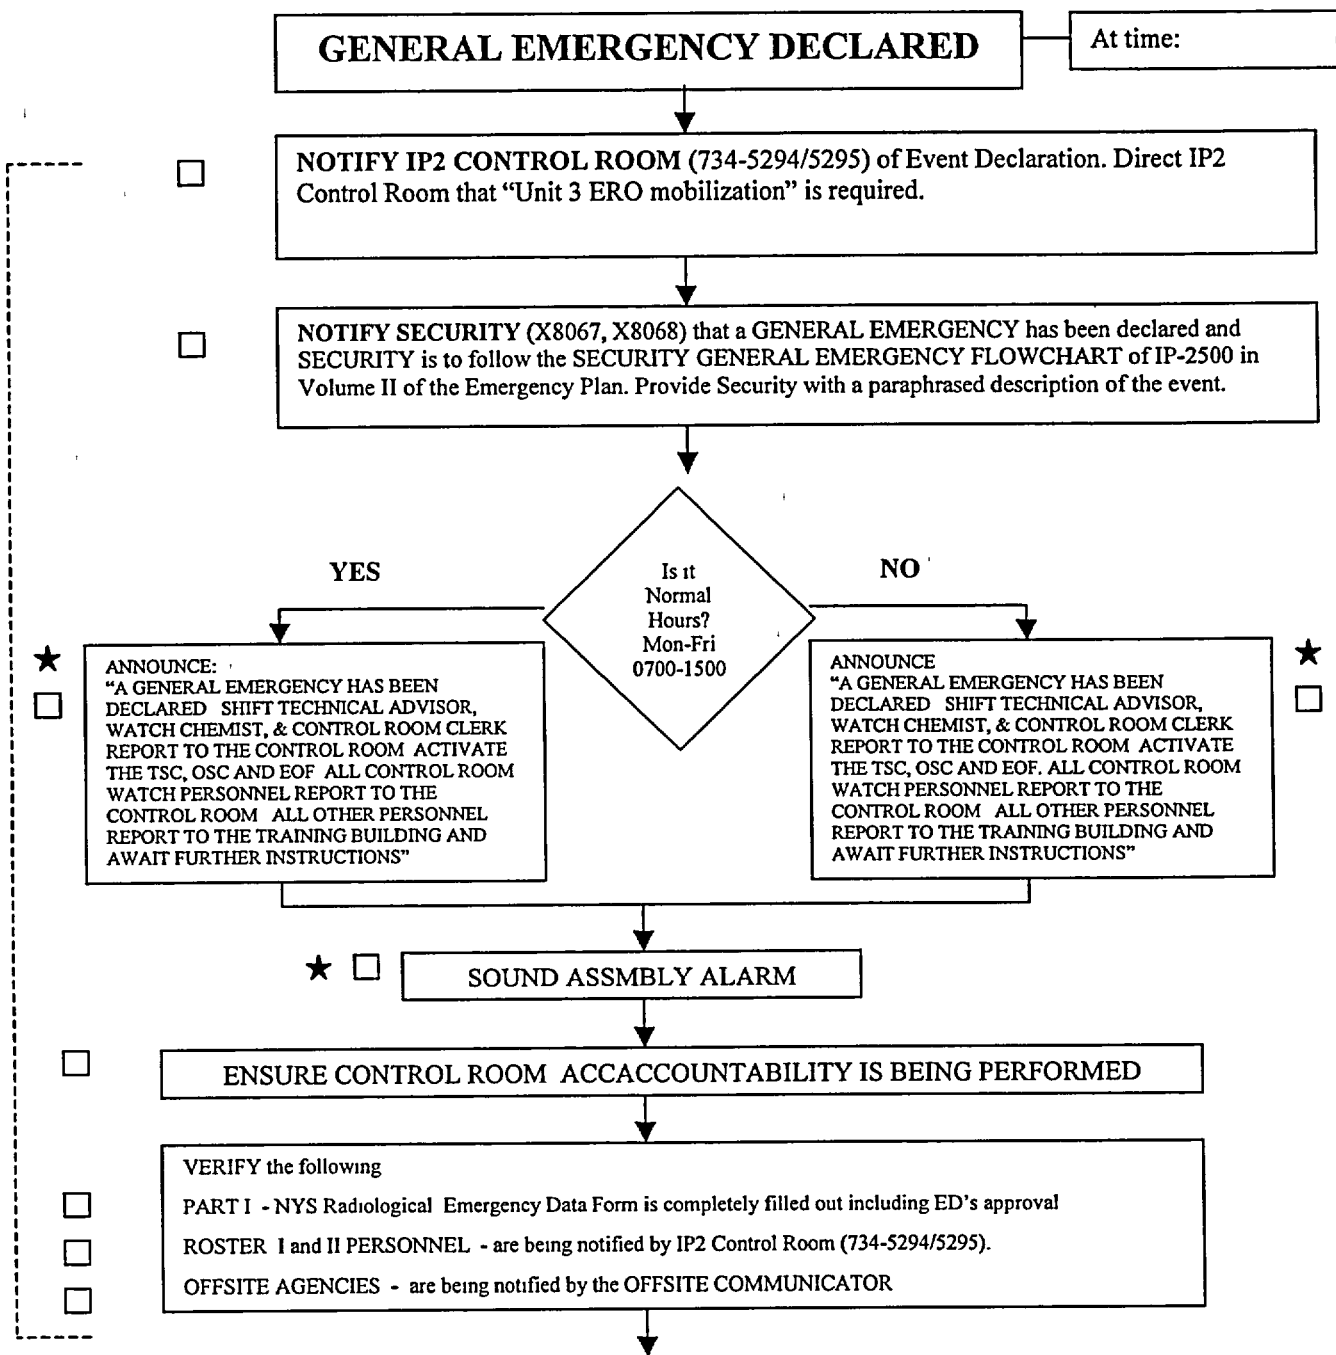 GENERAL EMERGENCY DECLARED
At time:
NOTIFY IP2 CONTROL ROOM (734-5294/5295) of Event Declaration. Direct IP2
Control Room that “Unit 3 ERO mobilization” is required.
NOTIFY SECURITY (X8067, X8068) that a GENERAL EMERGENCY has been declared and
SECURITY is to follow the SECURITY GENERAL EMERGENCY FLOWCHART of IP-2500 in
Volume II of the Emergency Plan. Provide Security with a paraphrased description of the event.
Is it
Normal
Hours?
Mon-Fri
0700-1500
YES
NO
ANNOUNCE:
“A GENERAL EMERGENCY HAS BEEN
DECLARED SHIFT TECHNICAL ADVISOR,
WATCH CHEMIST, & CONTROL ROOM CLERK
REPORT TO THE CONTROL ROOM ACTIVATE
THE TSC, OSC AND EOF ALL CONTROL ROOM
WATCH PERSONNEL REPORT TO THE
CONTROL ROOM ALL OTHER PERSONNEL
REPORT TO THE TRAINING BUILDING AND
AWAIT FURTHER INSTRUCTIONS”
ANNOUNCE
“A GENERAL EMERGENCY HAS BEEN
DECLARED SHIFT TECHNICAL ADVISOR,
WATCH CHEMIST, & CONTROL ROOM CLERK
REPORT TO THE CONTROL ROOM ACTIVATE
THE TSC, OSC AND EOF. ALL CONTROL ROOM
WATCH PERSONNEL REPORT TO THE
CONTROL ROOM ALL OTHER PERSONNEL
REPORT TO THE TRAINING BUILDING AND
AWAIT FURTHER INSTRUCTIONS”
SOUND ASSMBLY ALARM
ENSURE CONTROL ROOM ACCACCOUNTABILITY IS BEING PERFORMED
VERIFY the following
PART I - NYS Radiological Emergency Data Form is completely filled out including ED’s approval
ROSTER I and II PERSONNEL - are being notified by IP2 Control Room (734-5294/5295).
OFFSITE AGENCIES - are being notified by the OFFSITE COMMUNICATOR